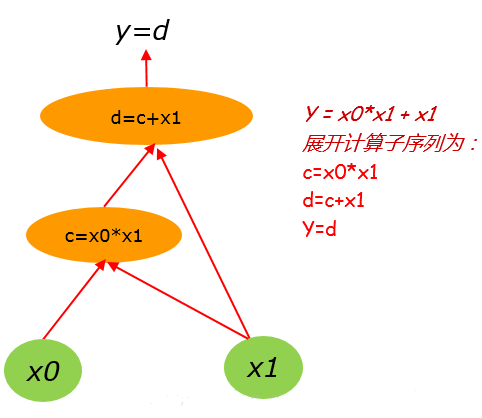 y=d
d=c+x1
c=x0*x1
x0
x1
Y = x0*x1 + x1
展开计算子序列为：
c=x0*x1
d=c+x1
Y=d